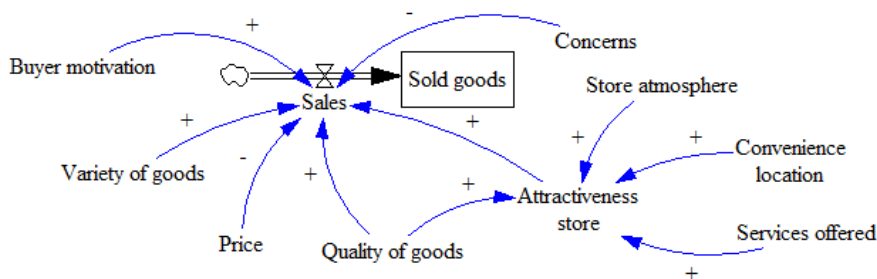 +
-
Concerns
Buyer motivation
Sold goods
Store atmosphere
Sales
+
+
+
+
Convenience
location
-
Variety of goods
+
+
Attractiveness
store
Price
Quality of goods
Services offered
+